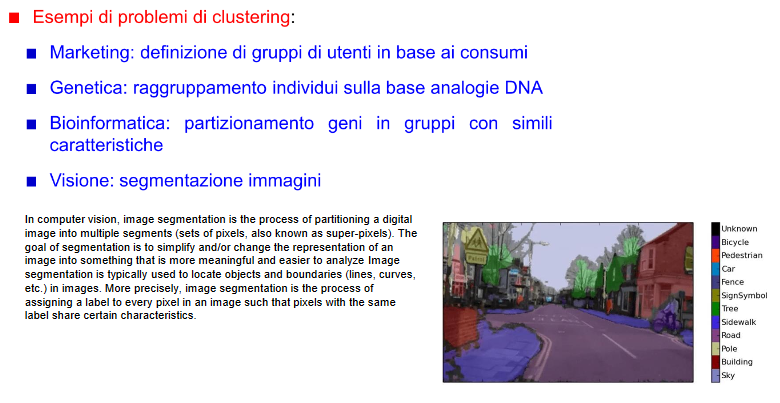 Esempi di problemi di clustering:
Marketing: definizione di gruppi di utenti in base ai consumi
Genetica: raggruppamento individui sulla base analogie DNA
Bioinformatica: partizionamento geni in gruppi con simili
caratteristiche
Visione: segmentazione immagini
In computer vision, image segmentation is the process of partitioning a digital
image into multiple segments (sets of pixels, also known as super-pixels). The
goal of segmentation is to simplify and/or change the representation of an
image into something that is more meaningful and easier to analyze Image
segmentation is typically used to locate objects and boundaries (lines, curves,
etc.) in images. More precisely, image segmentation is the process of
assigning a label to every pixel in an image such that pixels with the same
label share certain characteristics.
Unknown
Bicycle
Pedestrian
Car
Fence
SignSymbol
Tree
Sidewalk
Road
Pole
Building
Sky